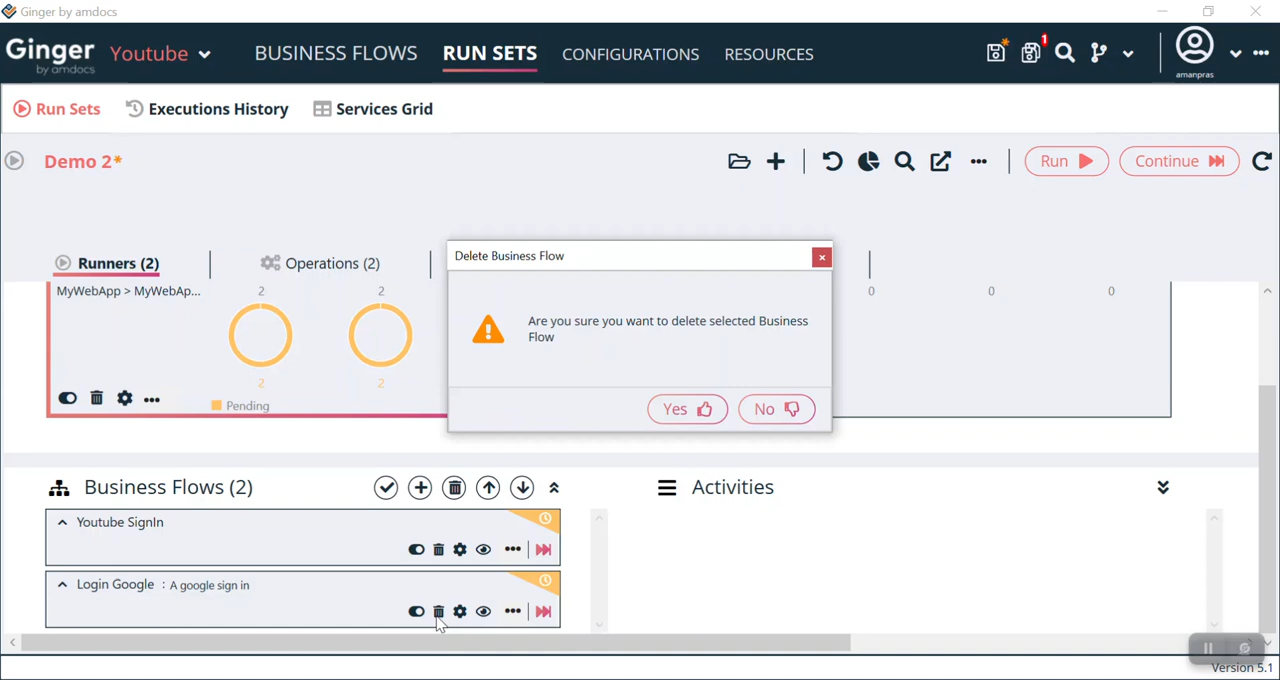 Ginger by amdocs
Ginger by amdocs Youtube BUSINESS FLOWS RUN SETS CONFIGURATIONS RESOURCES 1 amanpras
Run Sets Executions History Services Grid
Demo 2* Run Continue
Runners (2) Operations (2)
Delete Business Flow
MyWebApp > MyWebAp... 2 2 0 0 0
Are you sure you want to delete selected Business
Flow
2 2
Pending
Yes No
Business Flows (2) Activities
Youtube SignIn
Login Google : A google sign in
Version 5.1